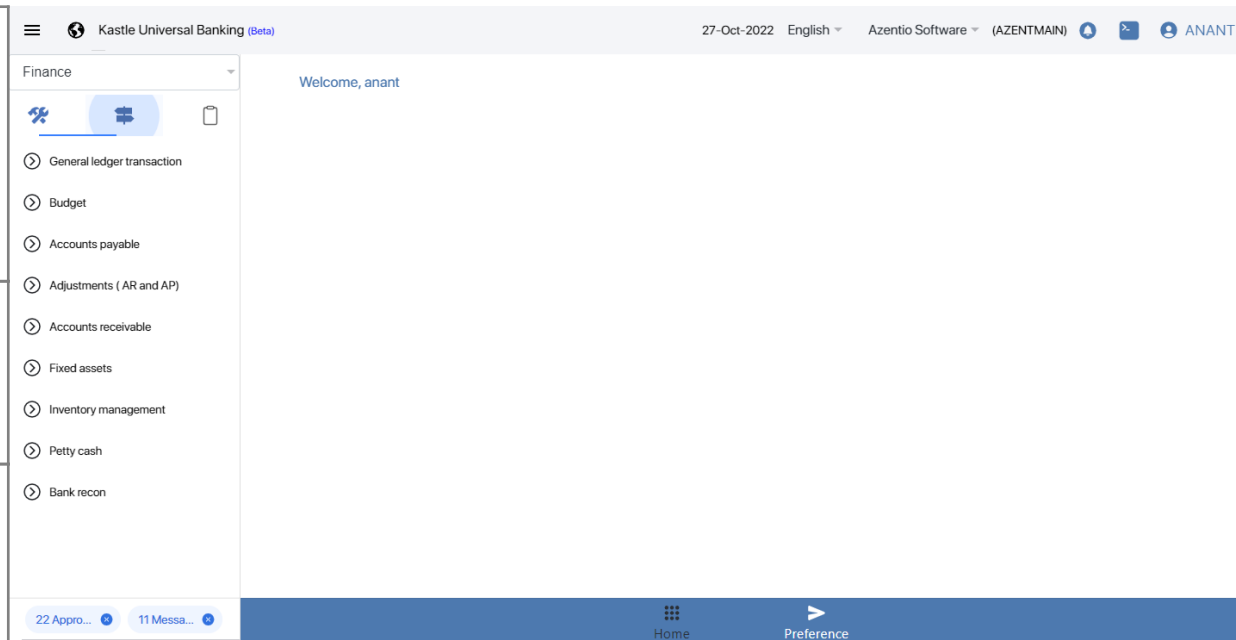 Kastle Universal Banking (Beta) 27-Oct-2022 English Azentio Software (AZENTMAIN) ANANT
Finance
Welcome, anant
General ledger transaction
Budget
Accounts payable
Adjustments ( AR and AP)
Accounts receivable
Fixed assets
Inventory management
Petty cash
Bank recon
22 Appro... 11 Messa...
Home Preference